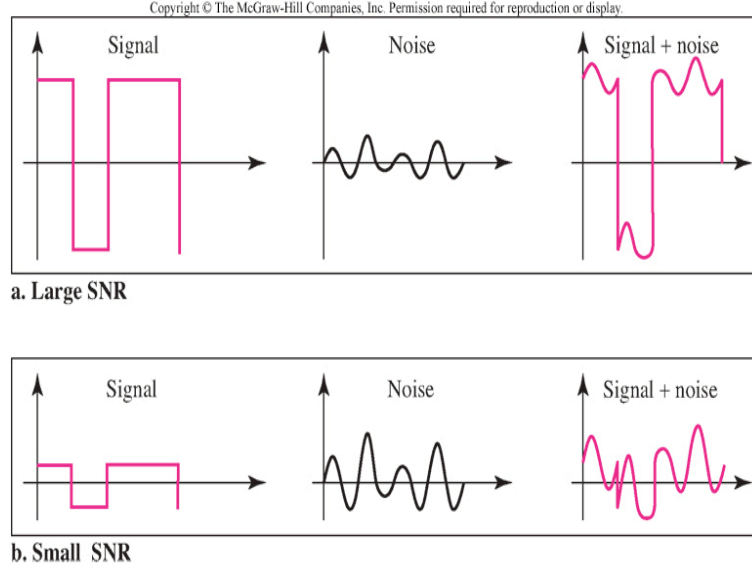 Copyright © The McGraw-Hill Companies, Inc. Permission required for reproduction or display.
Signal
Noise
Signal + noise
a. Large SNR
Signal
Noise
Signal + noise
b. Small SNR